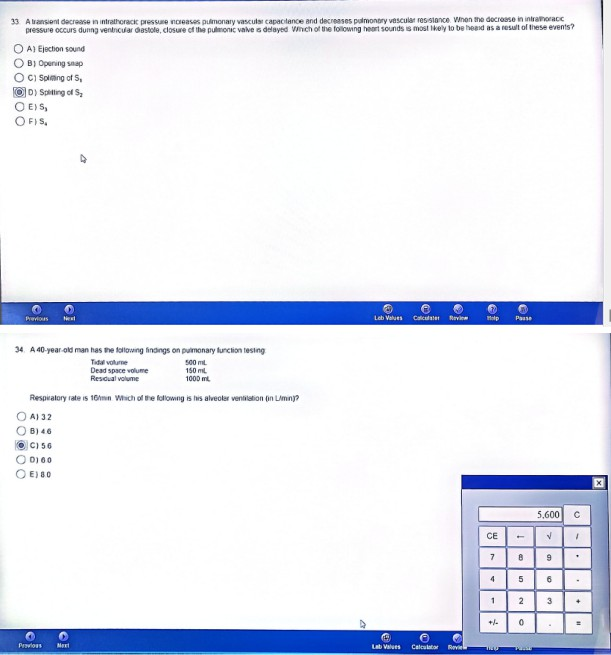 33. A transient decrease in intrathoracic pressure increases pulmonary vascular capacitance and decreases pulmonary vascular resistance. When the decrease in intrathoracic
pressure occurs during ventricular diastole, closure of the pulmonic valve is delayed. Which of the following heart sounds is most likely to be heard as a result of these events?
A) Ejection sound
B) Opening snap
C) Splitting of S₁
D) Splitting of S₂
E) S₃
F) S₄
Previous Next Lab Values Calculator Review Help Pause
34. A 40-year-old man has the following findings on pulmonary function testing:
Tidal volume 500 mL
Dead space volume 150 mL
Residual volume 1000 mL
Respiratory rate is 16/min. Which of the following is his alveolar ventilation (in L/min)?
A) 3.2
B) 4.6
C) 5.6
D) 6.0
E) 8.0
x
5,600 C
CE ← √ /
7 8 9 *
4 5 6 -
1 2 3 +
+/- 0 . =
Previous Next Lab Values Calculator Review Help Pause